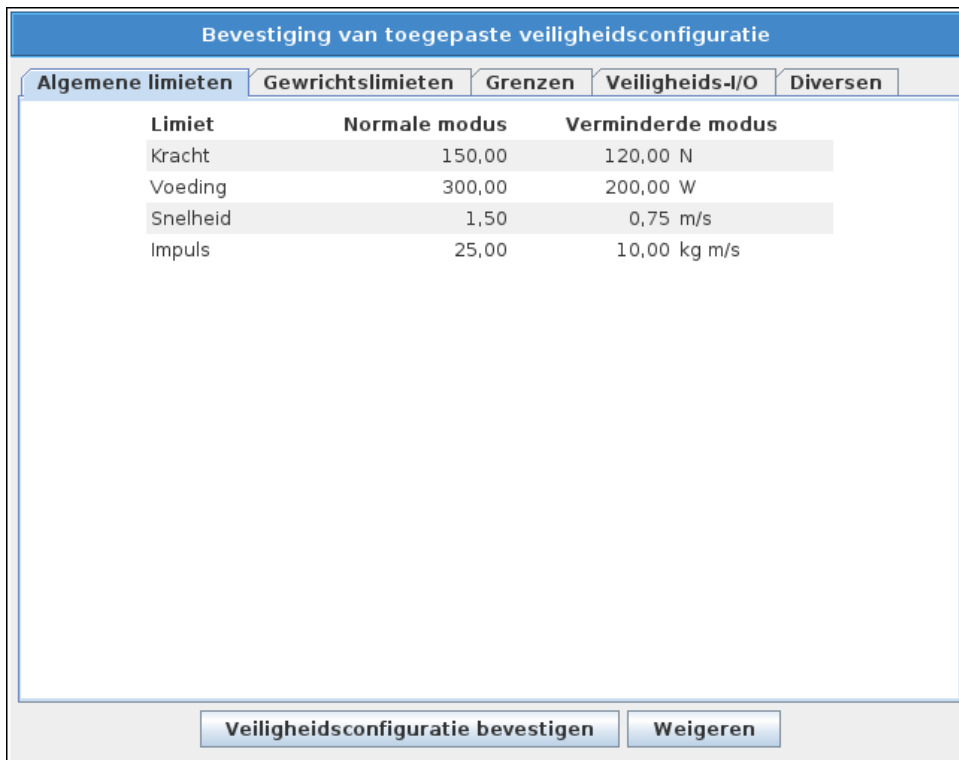 Bevestiging van toegepaste veiligheidsconfiguratie
Algemene limieten Gewrichtslimieten Grenzen Veiligheids-I/O Diversen
Limiet Normale modus Verminderde modus
Kracht 150,00 120,00 N
Voeding 300,00 200,00 W
Snelheid 1,50 0,75 m/s
Impuls 25,00 10,00 kg m/s
Veiligheidsconfiguratie bevestigen Weigeren